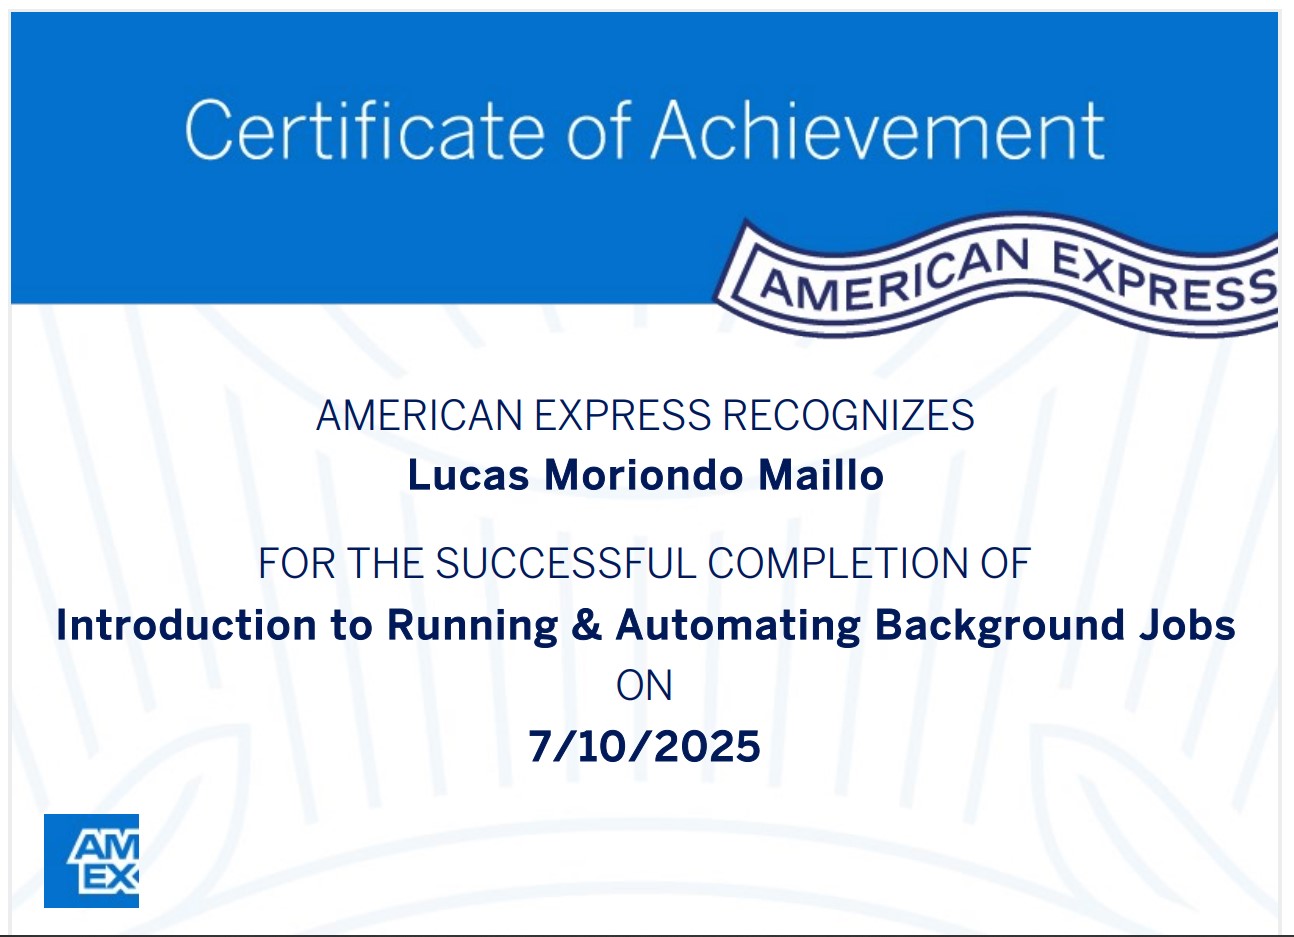 Certificate of Achievement
AMERICAN EXPRESS
AMERICAN EXPRESS RECOGNIZES
Lucas Moriondo Maillo
FOR THE SUCCESSFUL COMPLETION OF
Introduction to Running & Automating Background Jobs
ON
7/10/2025
AM
EX